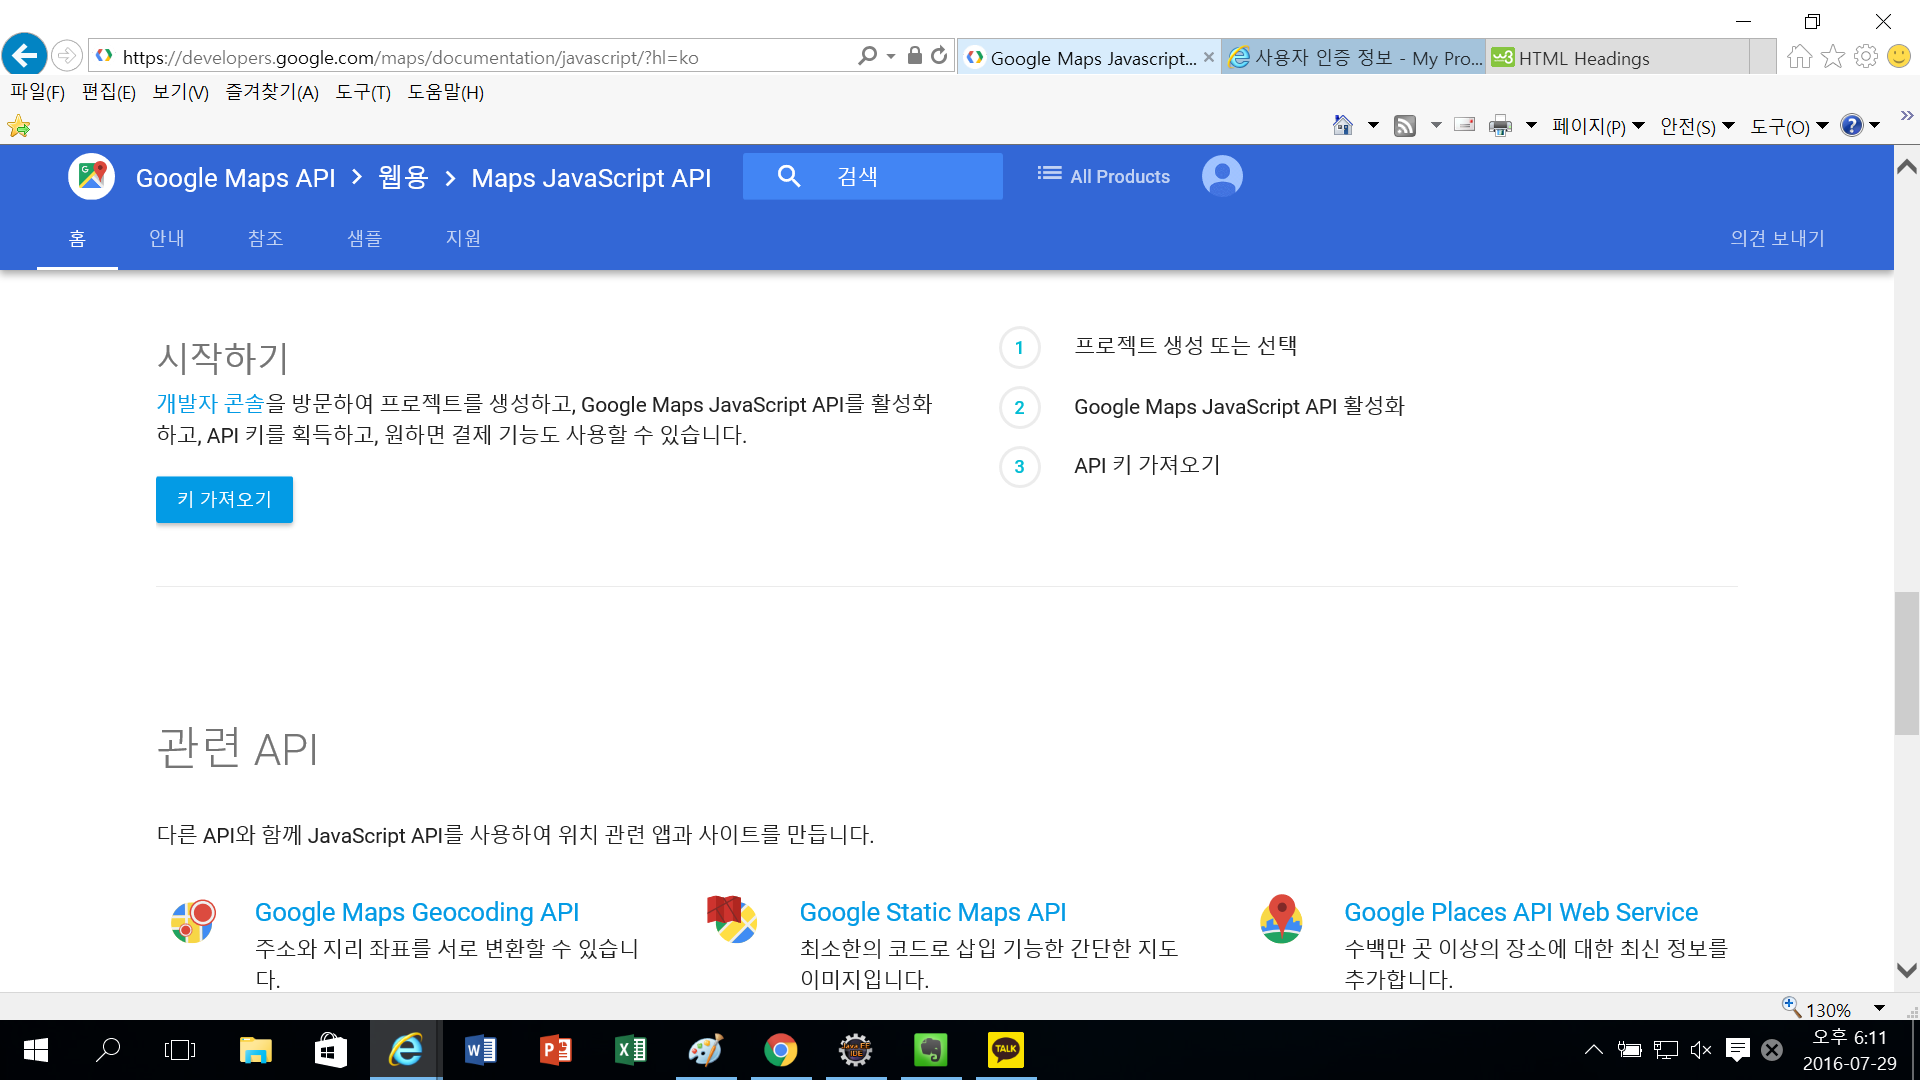 https://developers.google.com/maps/documentation/javascript/?hl=ko
Google Maps Javascript...
사용자 인증 정보 - My Pro...
w3
HTML Headings
파일(F) 편집(E) 보기(V) 즐겨찾기(A) 도구(T) 도움말(H)
페이지(P) 안전(S) 도구(O)
Google Maps API > 웹용 > Maps JavaScript API
검색
All Products
홈 안내 참조 샘플 지원
의견 보내기
시작하기
개발자 콘솔을 방문하여 프로젝트를 생성하고, Google Maps JavaScript API를 활성화
하고, API 키를 획득하고, 원하면 결제 기능도 사용할 수 있습니다.
키 가져오기
1 프로젝트 생성 또는 선택
2 Google Maps JavaScript API 활성화
3 API 키 가져오기
관련 API
다른 API와 함께 JavaScript API를 사용하여 위치 관련 앱과 사이트를 만듭니다.
Google Maps Geocoding API
주소와 지리 좌표를 서로 변환할 수 있습니
다.
Google Static Maps API
최소한의 코드로 삽입 기능한 간단한 지도
이미지입니다.
Google Places API Web Service
수백만 곳 이상의 장소에 대한 최신 정보를
추가합니다.
130%
TALK
오후 6:11
2016-07-29